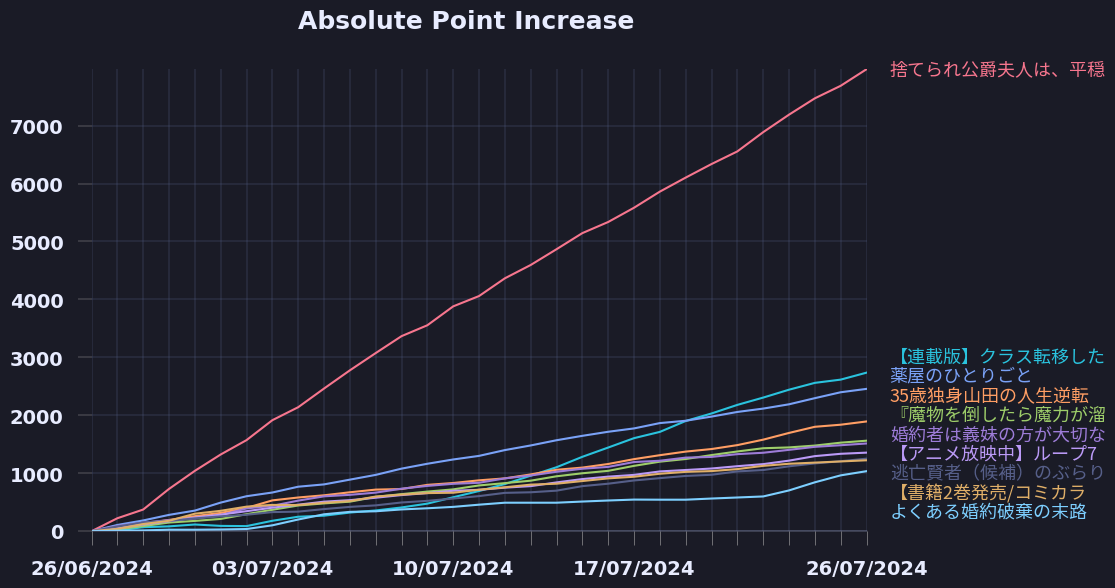 Absolute Point Increase
捨てられ公爵夫人は、平穏
7000
6000
5000
4000
3000
2000
1000
0
【連載版】クラス転移した
薬屋のひとりごと
35歳独身山田の人生逆転
『魔物を倒したら魔力が溜
婚約者は義妹の方が大切な
【アニメ放映中】ループ7
逃亡賢者（候補）のぶらり
【書籍2巻発売/コミカラ
よくある婚約破棄の末路
26/06/2024
03/07/2024
10/07/2024
17/07/2024
26/07/2024